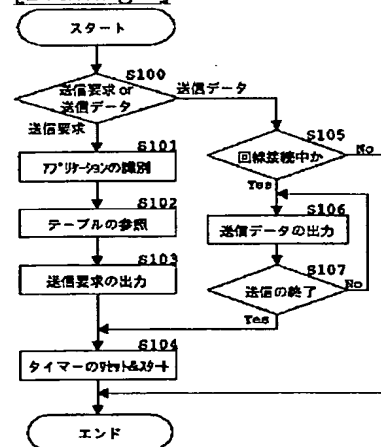 スタート
S100
送信要求 or
送信データ
送信データ
送信要求
S101
アプリケーションの識別
S102
テーブルの参照
S103
送信要求の出力
S105
回線接続中か
No
Yes
S106
送信データの出力
S107
送信の終了
No
Yes
S104
タイマーのリセット&スタート
エンド